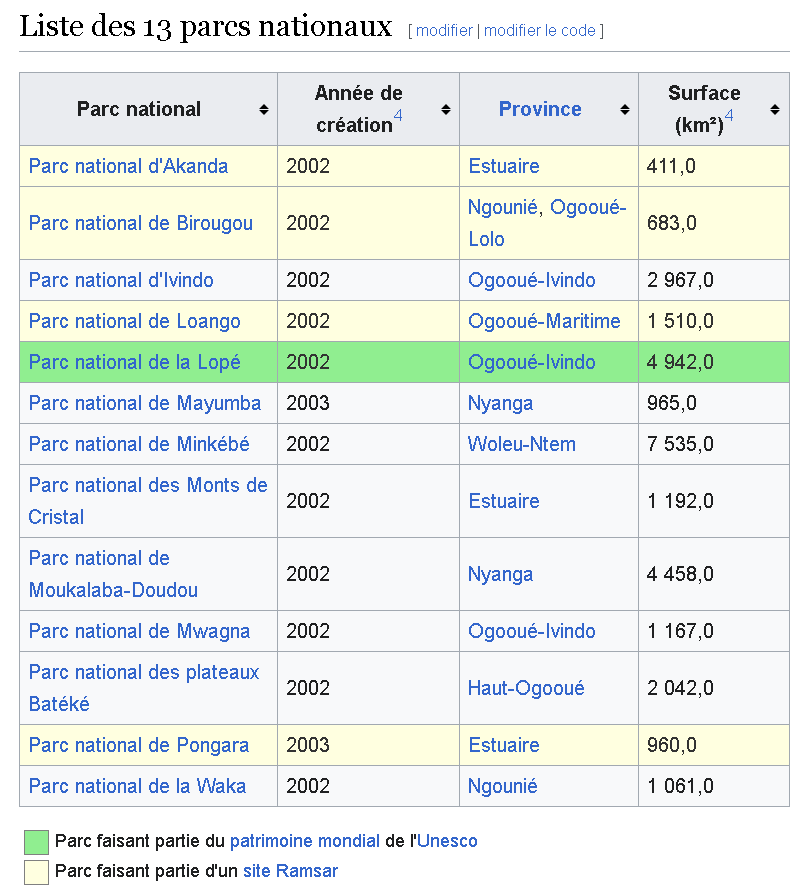 Liste des 13 parcs nationaux [ modifier | modifier le code ]
Parc national Année de création4 Province Surface (km²)4
Parc national d'Akanda 2002 Estuaire 411,0
Parc national de Birougou 2002 Ngounié, Ogooué-Lolo 683,0
Parc national d'Ivindo 2002 Ogooué-Ivindo 2 967,0
Parc national de Loango 2002 Ogooué-Maritime 1 510,0
Parc national de la Lopé 2002 Ogooué-Ivindo 4 942,0
Parc national de Mayumba 2003 Nyanga 965,0
Parc national de Minkébé 2002 Woleu-Ntem 7 535,0
Parc national des Monts de Cristal 2002 Estuaire 1 192,0
Parc national de Moukalaba-Doudou 2002 Nyanga 4 458,0
Parc national de Mwagna 2002 Ogooué-Ivindo 1 167,0
Parc national des plateaux Batéké 2002 Haut-Ogooué 2 042,0
Parc national de Pongara 2003 Estuaire 960,0
Parc national de la Waka 2002 Ngounié 1 061,0
Parc faisant partie du patrimoine mondial de l'Unesco
Parc faisant partie d'un site Ramsar